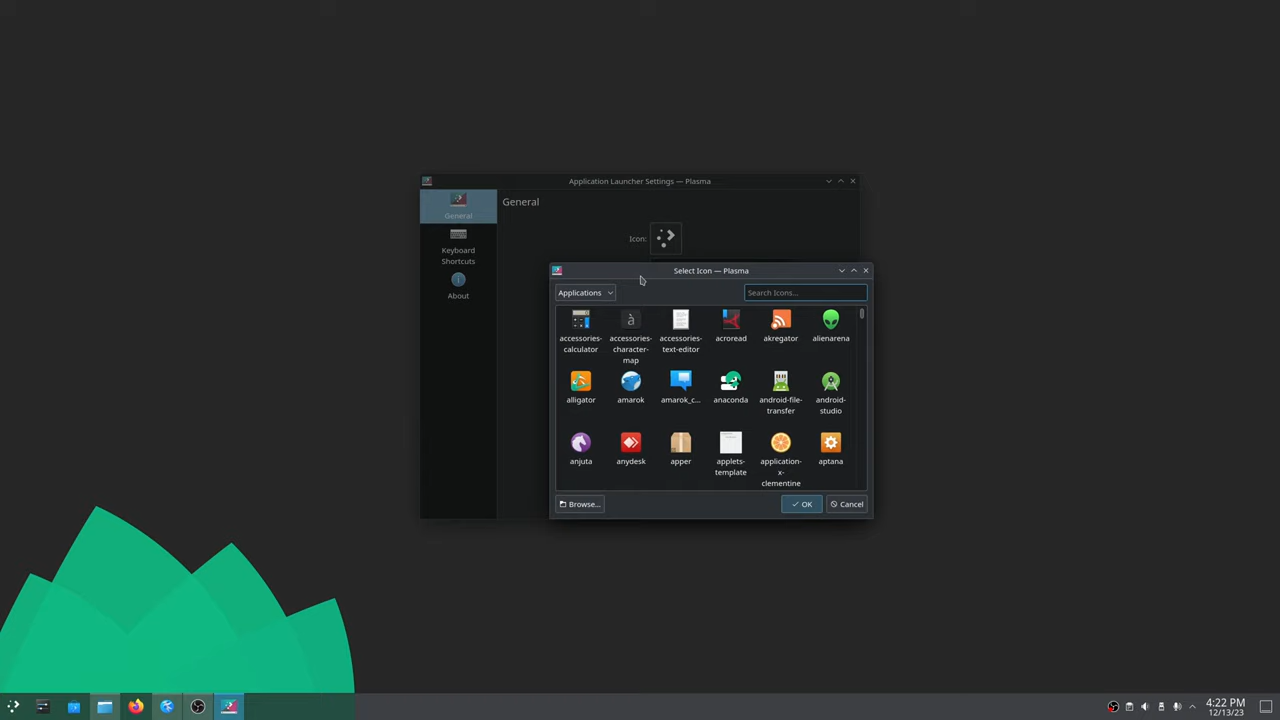 Application Launcher Settings — Plasma
General
General
Icon:
Keyboard
Shortcuts
About
Select Icon — Plasma
Applications
Search Icons...
accessories-
calculator
accessories-
character-
map
accessories-
text-editor
acroread
akregator
alienarena
alligator
amarok
amarok_c...
anaconda
android-file-
transfer
android-
studio
anjuta
anydesk
apper
applets-
template
application-
x-
clementine
aptana
Browse...
OK
Cancel
4:22 PM
12/13/23